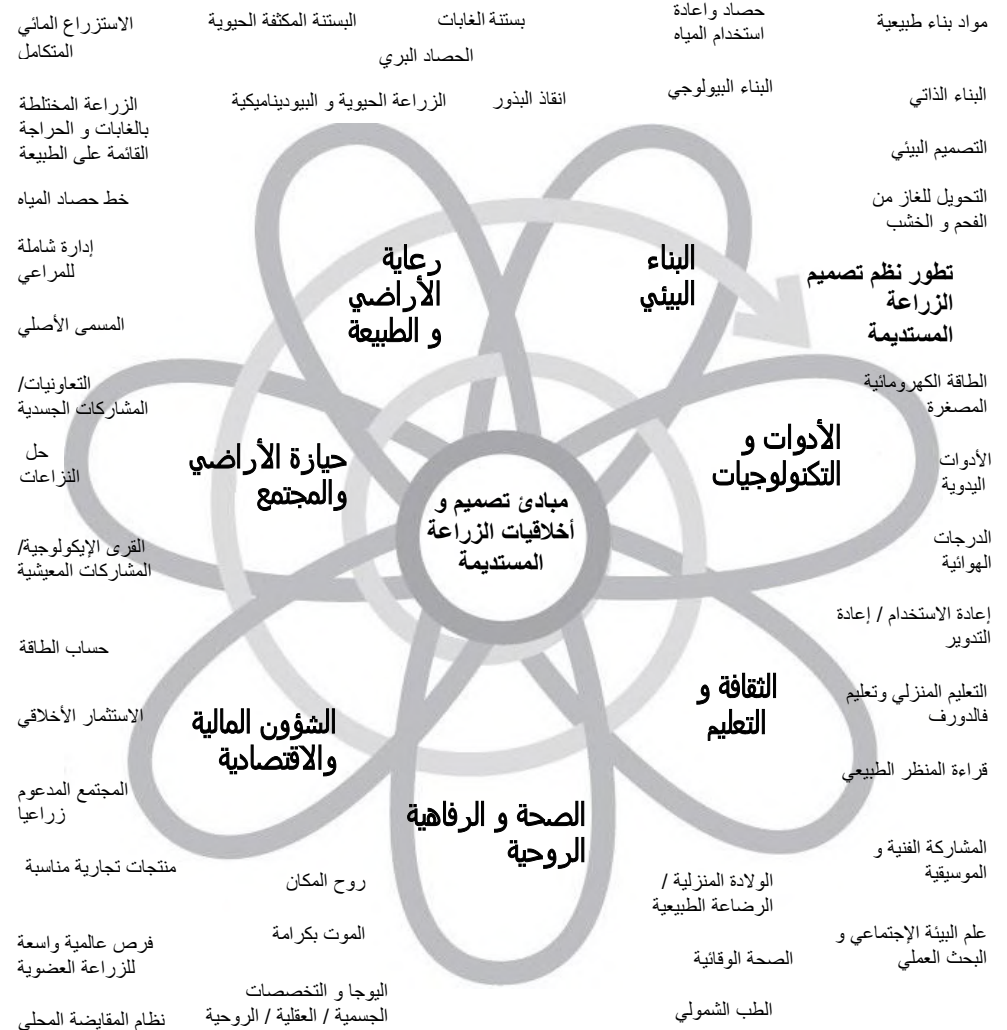 مواد بناء طبيعية
حصاد واعادة
استخدام المياه
بستنة الغابات
البستنة المكثفة الحيوية
الاستزراع المائي
المتكامل
الحصاد البري
البناء الذاتي
البناء البيولوجي
انقاذ البذور
الزراعة الحيوية و البيوديناميكية
الزراعة المختلطة
بالغابات و الحراجة
القائمة على الطبيعة
التصميم البيئي
التحويل للغاز من
الفحم و الخشب
خط حصاد المياه
إدارة شاملة
للمراعي
المسمى الأصلي
تطور نظم تصميم
الزراعة
المستديمة
البناء
البيئي
رعاية
الأراضي
و الطبيعة
الطاقة الكهرومائية
المصغرة
الأدوات
اليدوية
الدرجات
الهوائية
إعادة الاستخدام / إعادة
التدوير
الأدوات و
التكنولوجيات
مبادئ تصميم و
أخلاقيات الزراعة
المستديمة
حيازة الأراضي
والمجتمع
التعاونيات/
المشاركات الجسدية
حل
النزاعات
القرى الإيكولوجية/
المشاركات المعيشية
الثقافة و
التعليم
التعليم المنزلي وتعليم
فالدورف
قراءة المنظر الطبيعي
المشاركة الفنية و
الموسيقية
علم البيئة الإجتماعي و
البحث العملي
الصحة و الرفاهية
الروحية
الولادة المنزلية /
الرضاعة الطبيعية
الصحة الوقائية
الطب الشمولي
روح المكان
الموت بكرامة
اليوجا و التخصصات
الجسمية / العقلية / الروحية
الشؤون المالية
والاقتصادية
حساب الطاقة
الاستثمار الأخلاقي
المجتمع المدعوم
زراعيا
منتجات تجارية مناسبة
فرص عالمية واسعة
للزراعة العضوية
نظام المقايضة المحلي